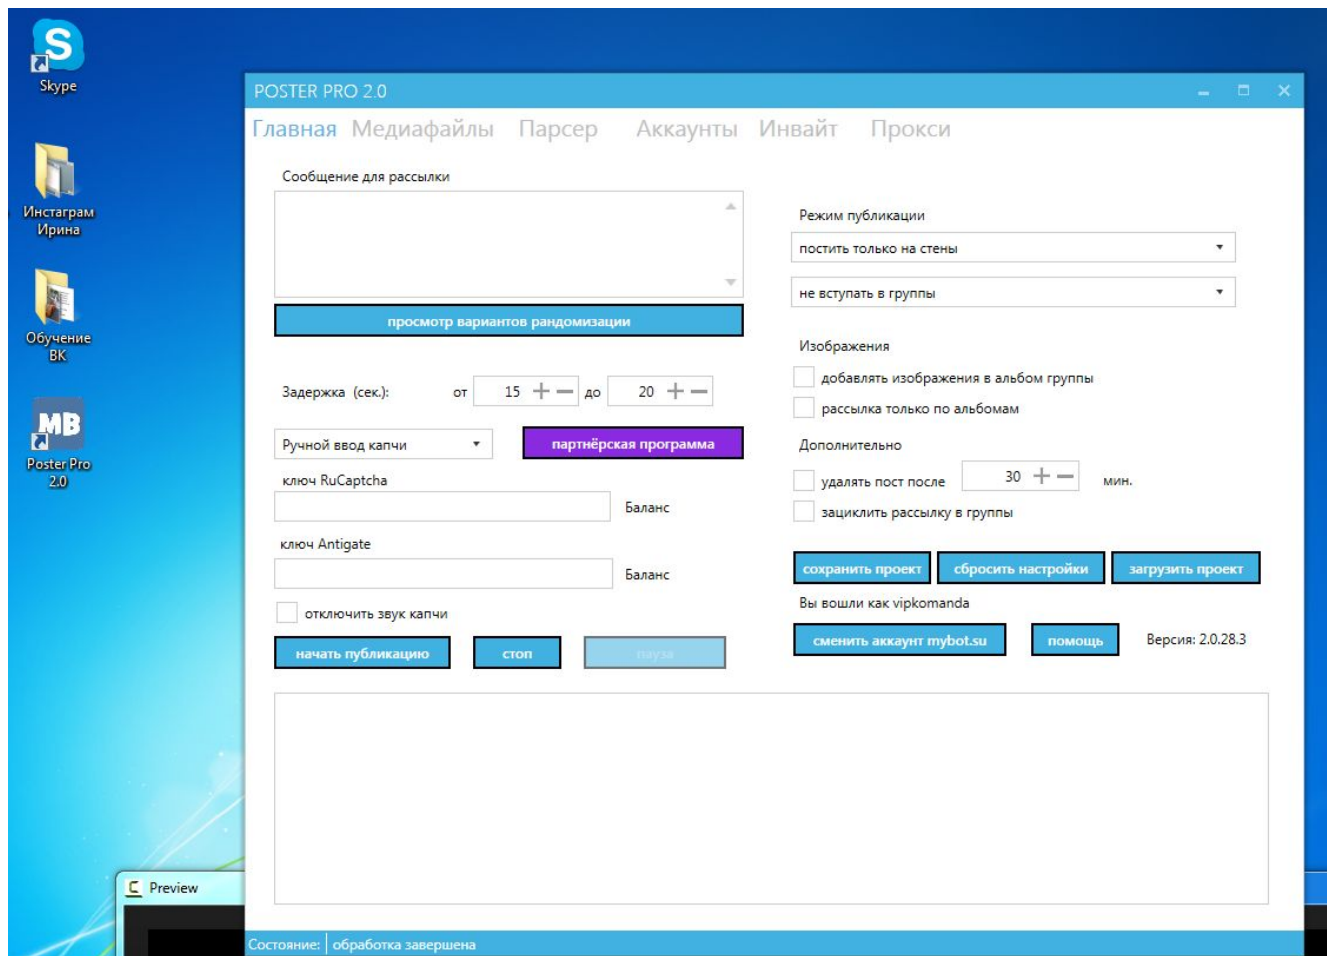 S
Skype
Инстаграм
Ирина
Обучение
ВК
MB
Poster Pro
2.0
POSTER PRO 2.0
Главная Медиафайлы Парсер Аккаунты Инвайт Прокси
Сообщение для рассылки
просмотр вариантов рандомизации
Задержка (сек.): от 15 до 20
Ручной ввод капчи
партнёрская программа
ключ RuCaptcha
Баланс
ключ Antigate
Баланс
отключить звук капчи
начать публикацию
стоп
пауза
Режим публикации
постить только на стены
не вступать в группы
Изображения
добавлять изображения в альбом группы
рассылка только по альбомам
Дополнительно
удалять пост после 30 мин.
зациклить рассылку в группы
сохранить проект
сбросить настройки
загрузить проект
Вы вошли как vipkomanda
сменить аккаунт mybot.su
помощь
Версия: 2.0.28.3
C Preview
Состояние: обработка завершена